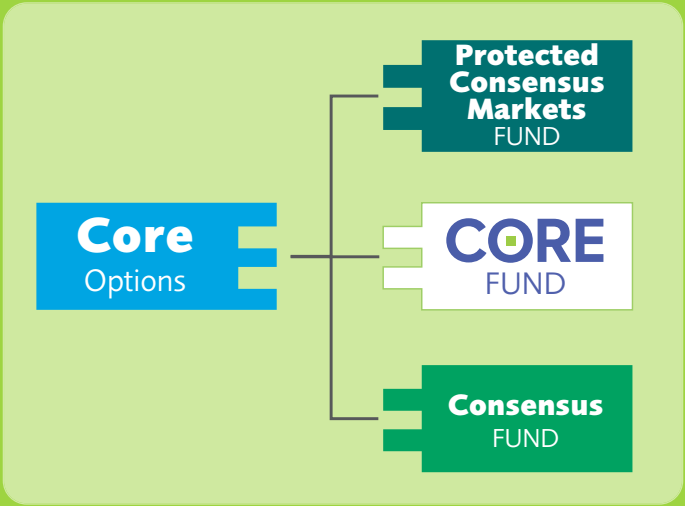 Core
Options
Protected
Consensus
Markets
FUND
CORE
FUND
Consensus
FUND